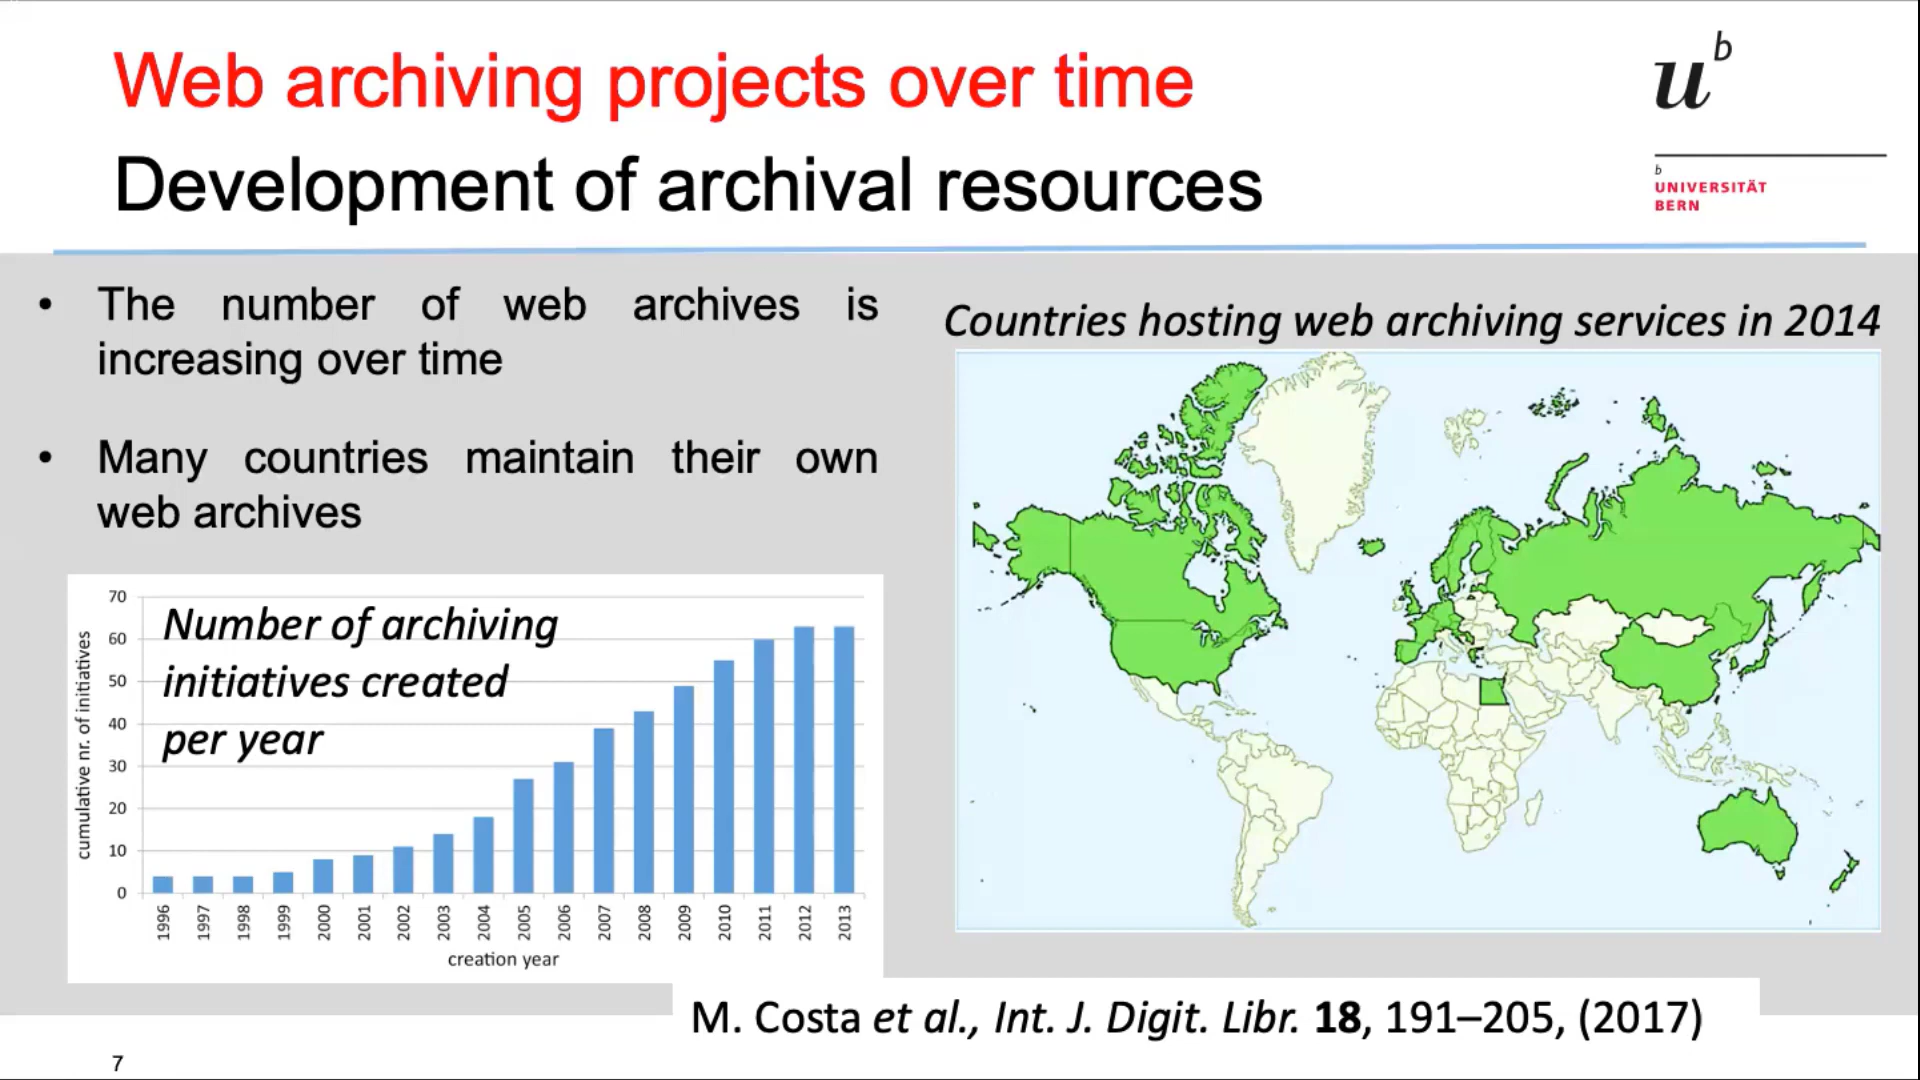 Web archiving projects over time
Development of archival resources
u b
b
UNIVERSITÄT
BERN
• The number of web archives is
increasing over time
• Many countries maintain their own
web archives
Countries hosting web archiving services in 2014
Number of archiving
initiatives created
per year
cumulative nr. of initiatives
70
60
50
40
30
20
10
0
1996 1997 1998 1999 2000 2001 2002 2003 2004 2005 2006 2007 2008 2009 2010 2011 2012 2013
creation year
M. Costa et al., Int. J. Digit. Libr. 18, 191–205, (2017)
7